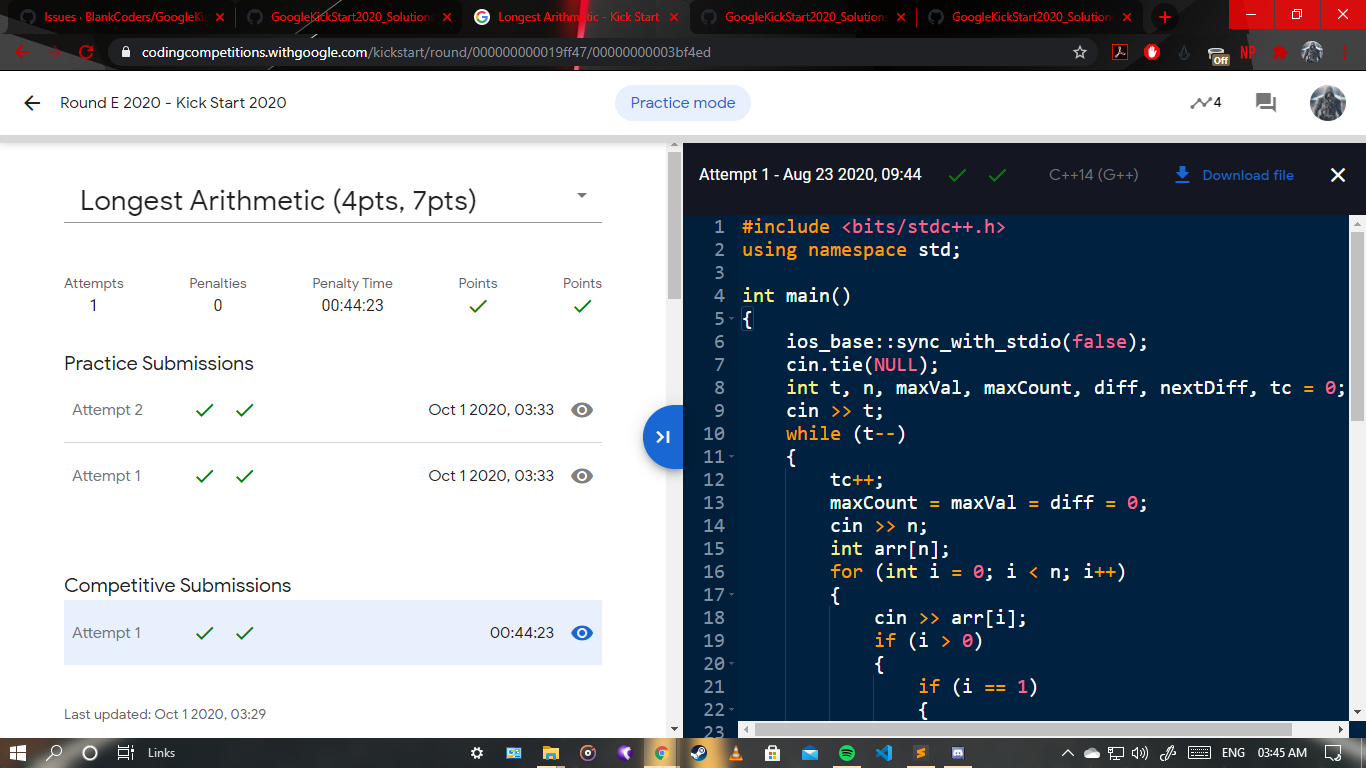 Issues · BlankCoders/GoogleKi
GoogleKickStart2020_Solution
Longest Arithmetic - Kick Start
GoogleKickStart2020_Solution
GoogleKickStart2020_Solution
codingcompetitions.withgoogle.com/kickstart/round/000000000019ff47/00000000003bf4ed
Off
NP
Round E 2020 - Kick Start 2020
Practice mode
4
Longest Arithmetic (4pts, 7pts)
Attempts Penalties Penalty Time Points Points
1 0 00:44:23
Practice Submissions
Attempt 2 Oct 1 2020, 03:33
Attempt 1 Oct 1 2020, 03:33
Competitive Submissions
Attempt 1 00:44:23
Last updated: Oct 1 2020, 03:29
Attempt 1 - Aug 23 2020, 09:44 C++14 (G++) Download file
1 #include <bits/stdc++.h>
2 using namespace std;
3
4 int main()
5 {
6 ios_base::sync_with_stdio(false);
7 cin.tie(NULL);
8 int t, n, maxVal, maxCount, diff, nextDiff, tc = 0;
9 cin >> t;
10 while (t--)
11 {
12 tc++;
13 maxCount = maxVal = diff = 0;
14 cin >> n;
15 int arr[n];
16 for (int i = 0; i < n; i++)
17 {
18 cin >> arr[i];
19 if (i > 0)
20 {
21 if (i == 1)
22 {
23
Links
ENG
03:45 AM